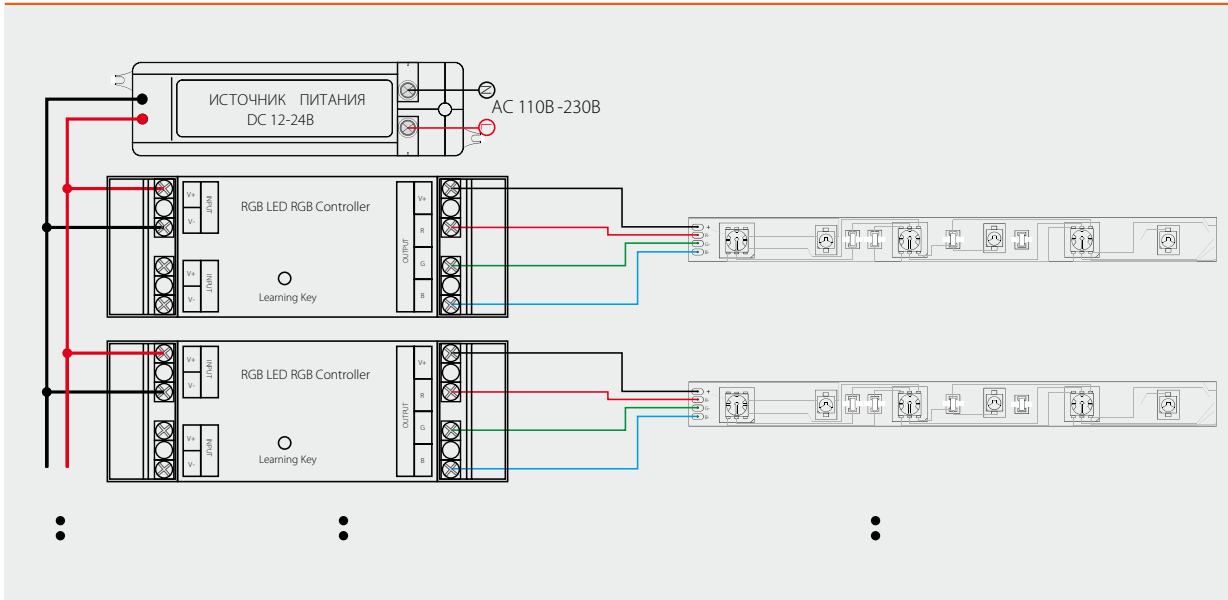 ИСТОЧНИК ПИТАНИЯ
DC 12-24В
N
AC 110В-230В
L
V+
V-
INPUT
V+
V-
INPUT
RGB LED RGB Controller
Learning Key
OUTPUT
V+
R
G
B
+
R-
G-
B-
V+
V-
INPUT
V+
V-
INPUT
RGB LED RGB Controller
Learning Key
OUTPUT
V+
R
G
B
+
R-
G-
B-